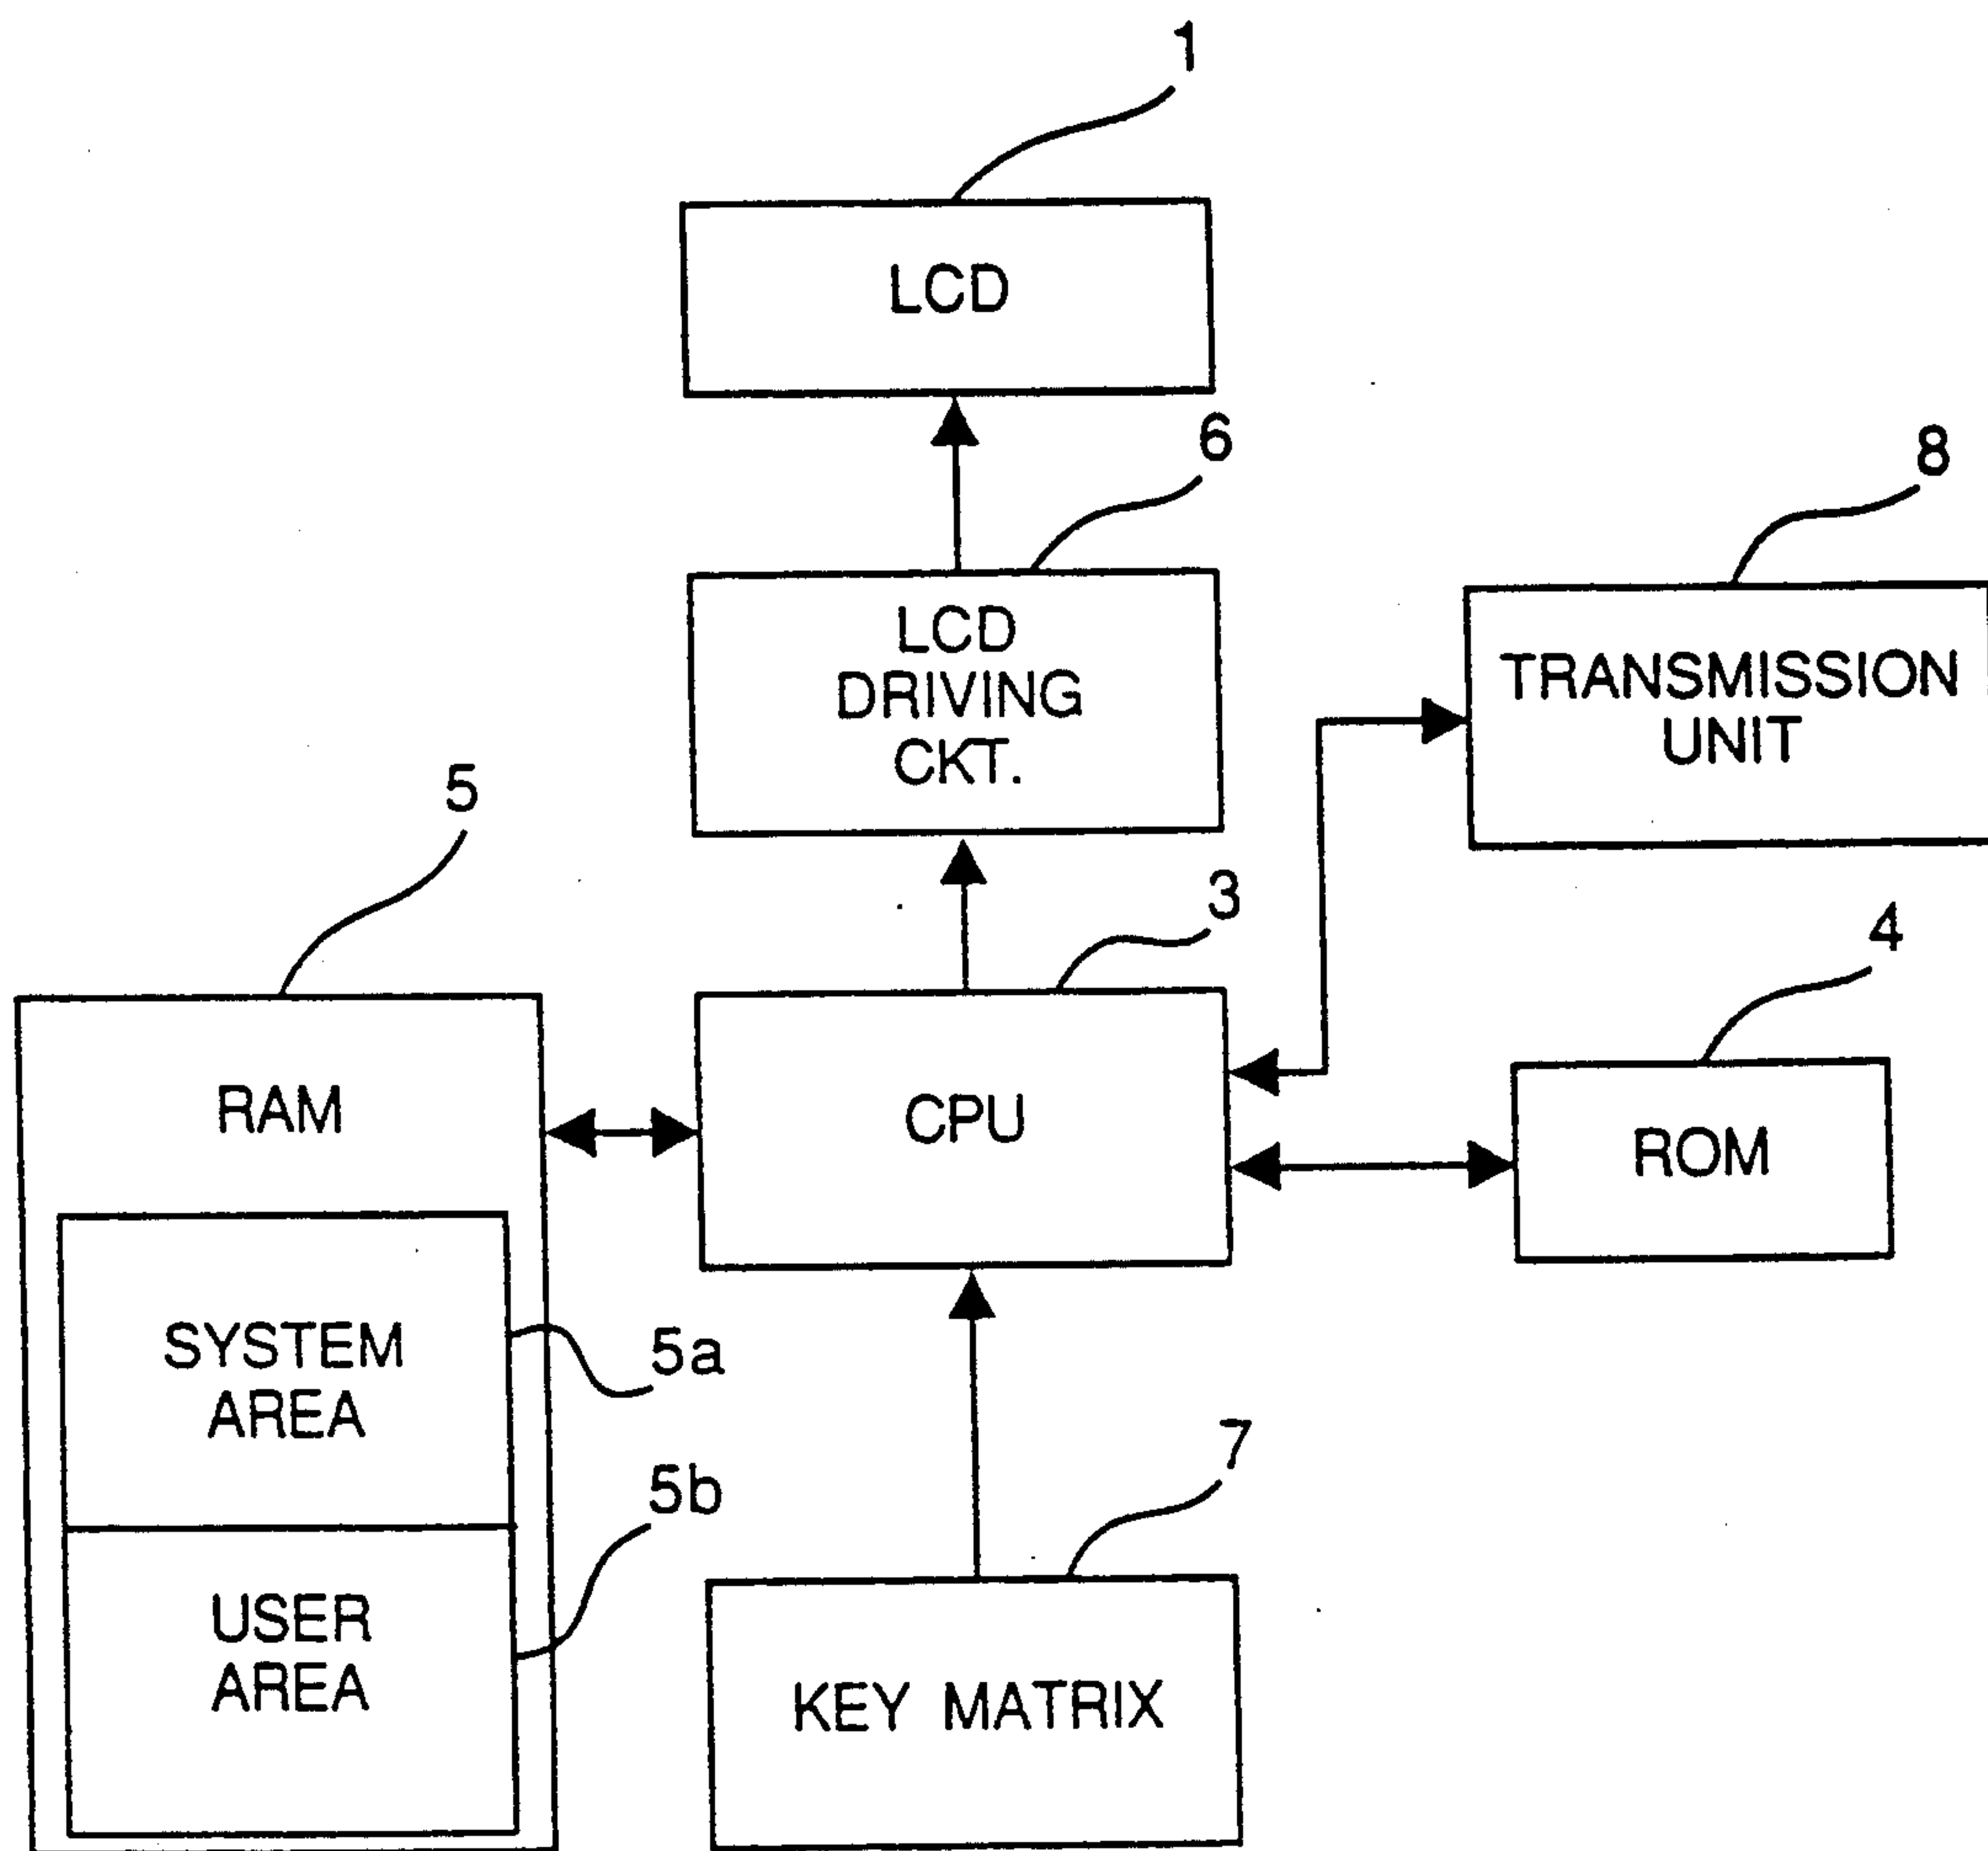 1
LCD
6
LCD
DRIVING
CKT.
8
TRANSMISSION
UNIT
5
3
4
RAM
CPU
ROM
SYSTEM
AREA
5a
5b
7
USER
AREA
KEY MATRIX